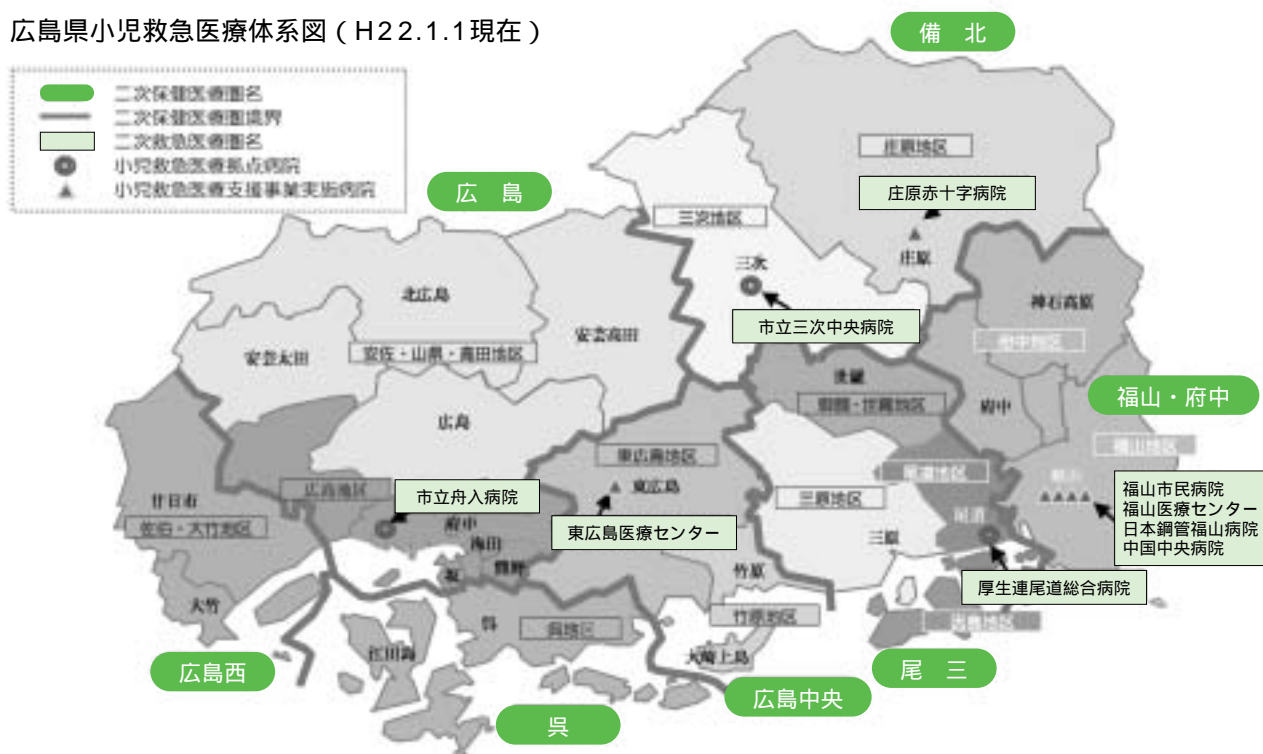 広島県小児救急医療体系図（H22.1.1現在）
備　北
二次保健医療圏名
二次保健医療圏境界
二次救急医療圏名
小児救急医療拠点病院
小児救急医療支援事業実施病院
広　島
庄原地区
庄原赤十字病院
三次地区
庄原
三次
北広島
神石高原
市立三次中央病院
安芸高田
安芸太田
安佐・山県・高田地区
府中地区
世羅
福山・府中
御調・世羅地区
府中
広島
福山地区
東広島地区
尾道地区
広島地区
市立舟入病院
東広島
三原地区
福山
福山市民病院
福山医療センター
日本鋼管福山病院
中国中央病院
廿日市
佐伯・大竹地区
府中
東広島医療センター
尾道
海田
三原
坂
熊野
竹原
厚生連尾道総合病院
大竹
呉
呉地区
竹原地区
江田島
大崎上島
広島西
尾　三
広島中央
呉